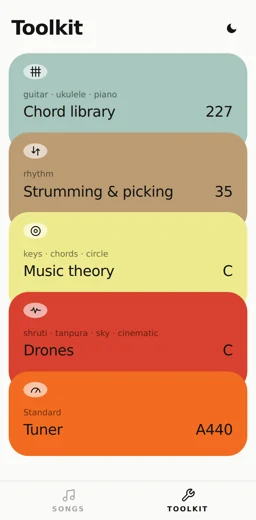 Toolkit
guitar · ukulele · piano
Chord library 227
rhythm
Strumming & picking 35
keys · chords · circle
Music theory C
shruti · tanpura · sky · cinematic
Drones C
Standard
Tuner A440
SONGS TOOLKIT